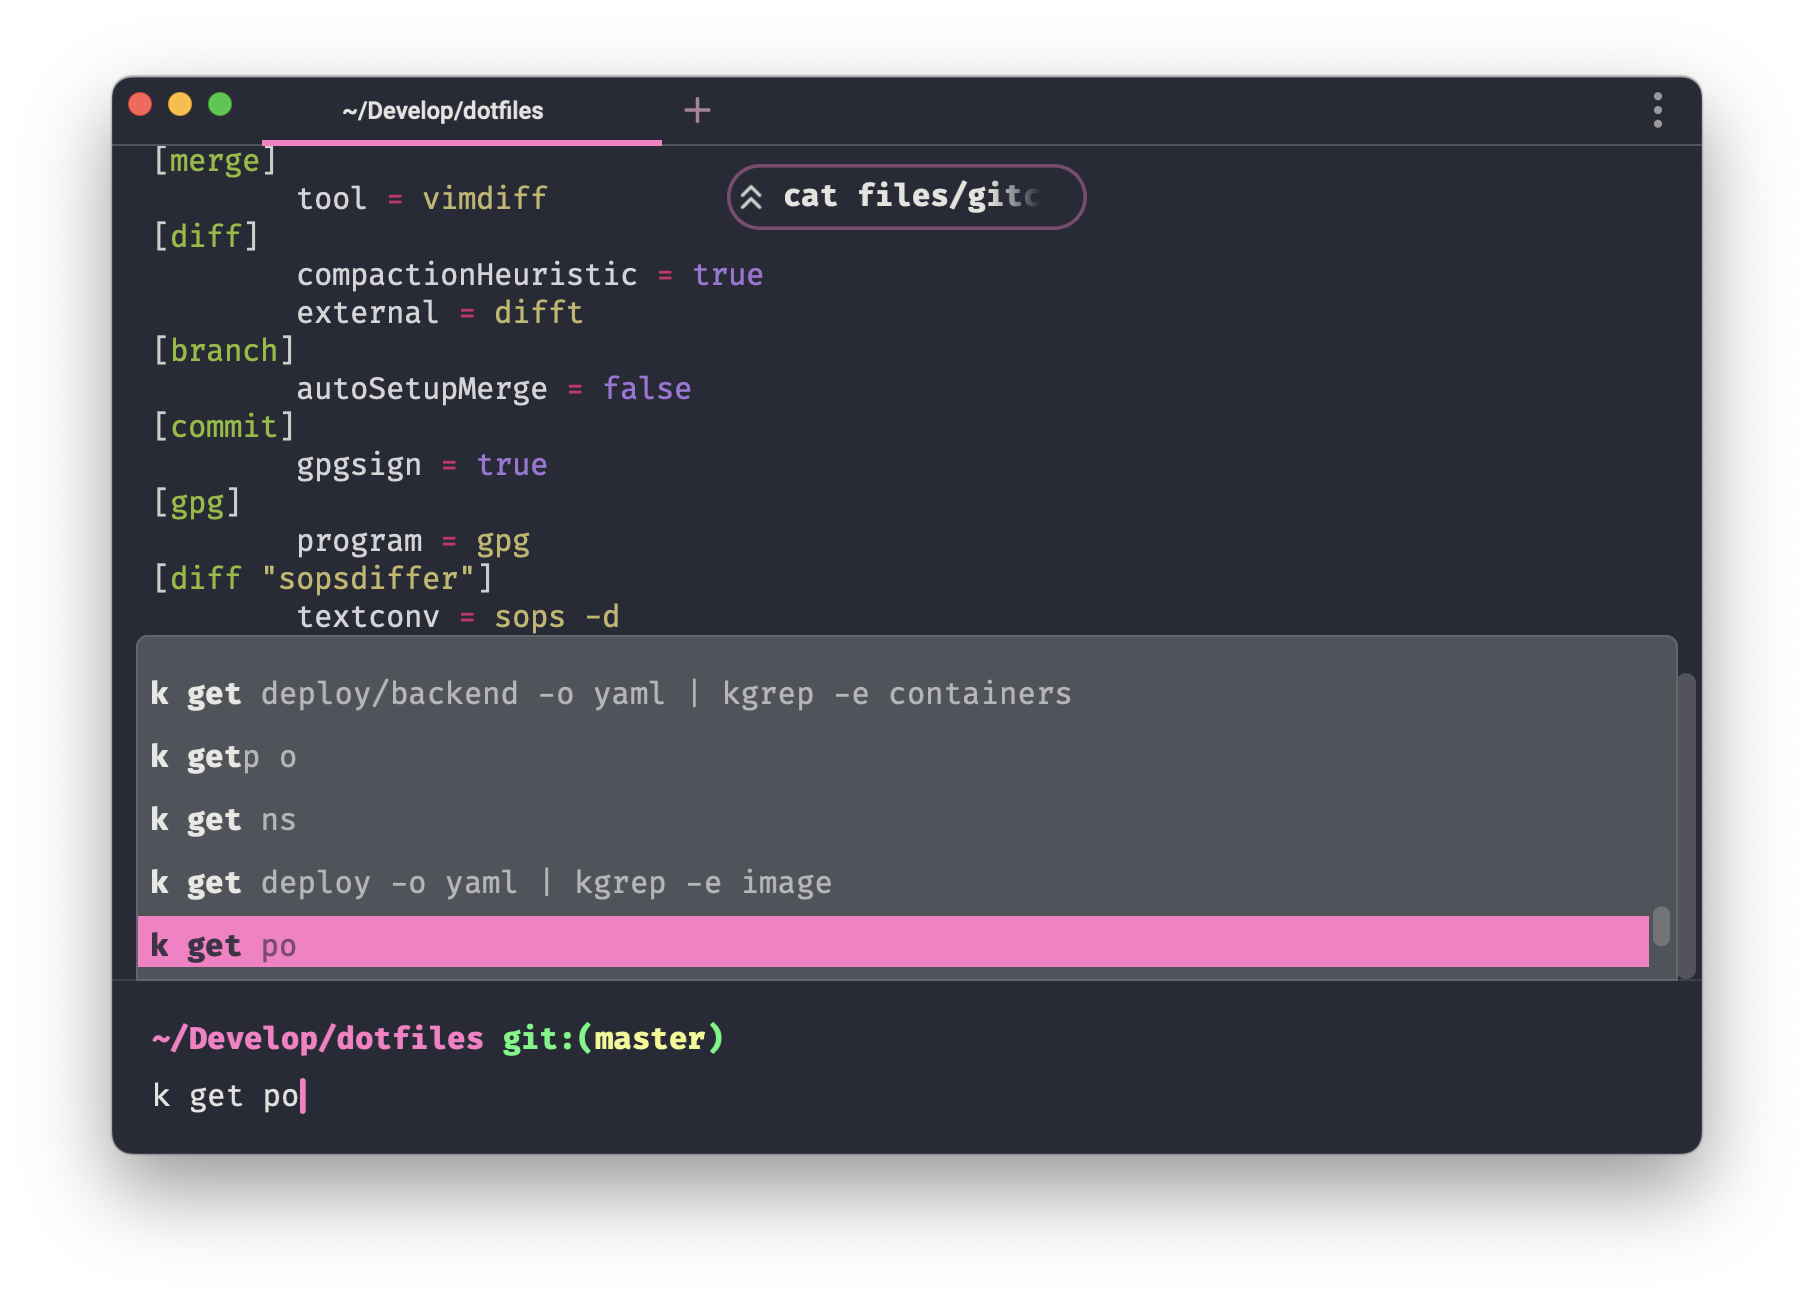 ~/Develop/dotfiles +
[merge]
tool = vimdiff
cat files/gitc
[diff]
compactionHeuristic = true
external = difft
[branch]
autoSetupMerge = false
[commit]
gpgsign = true
[gpg]
program = gpg
[diff "sopsdiffer"]
textconv = sops -d
k get deploy/backend -o yaml | kgrep -e containers
k getp o
k get ns
k get deploy -o yaml | kgrep -e image
k get po
~/Develop/dotfiles git:(master)
k get po